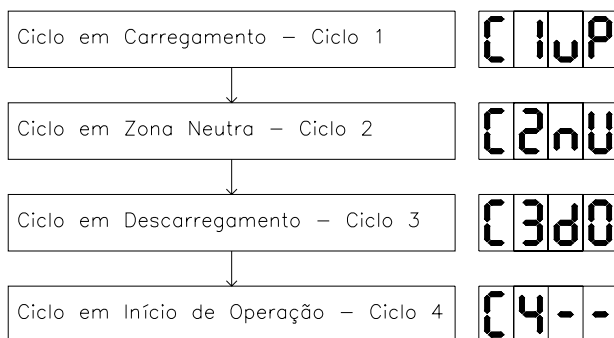 Ciclo em Carregamento – Ciclo 1
C1uP
Ciclo em Zona Neutra – Ciclo 2
C2nU
Ciclo em Descarregamento – Ciclo 3
C3dO
Ciclo em Início de Operação – Ciclo 4
C4--